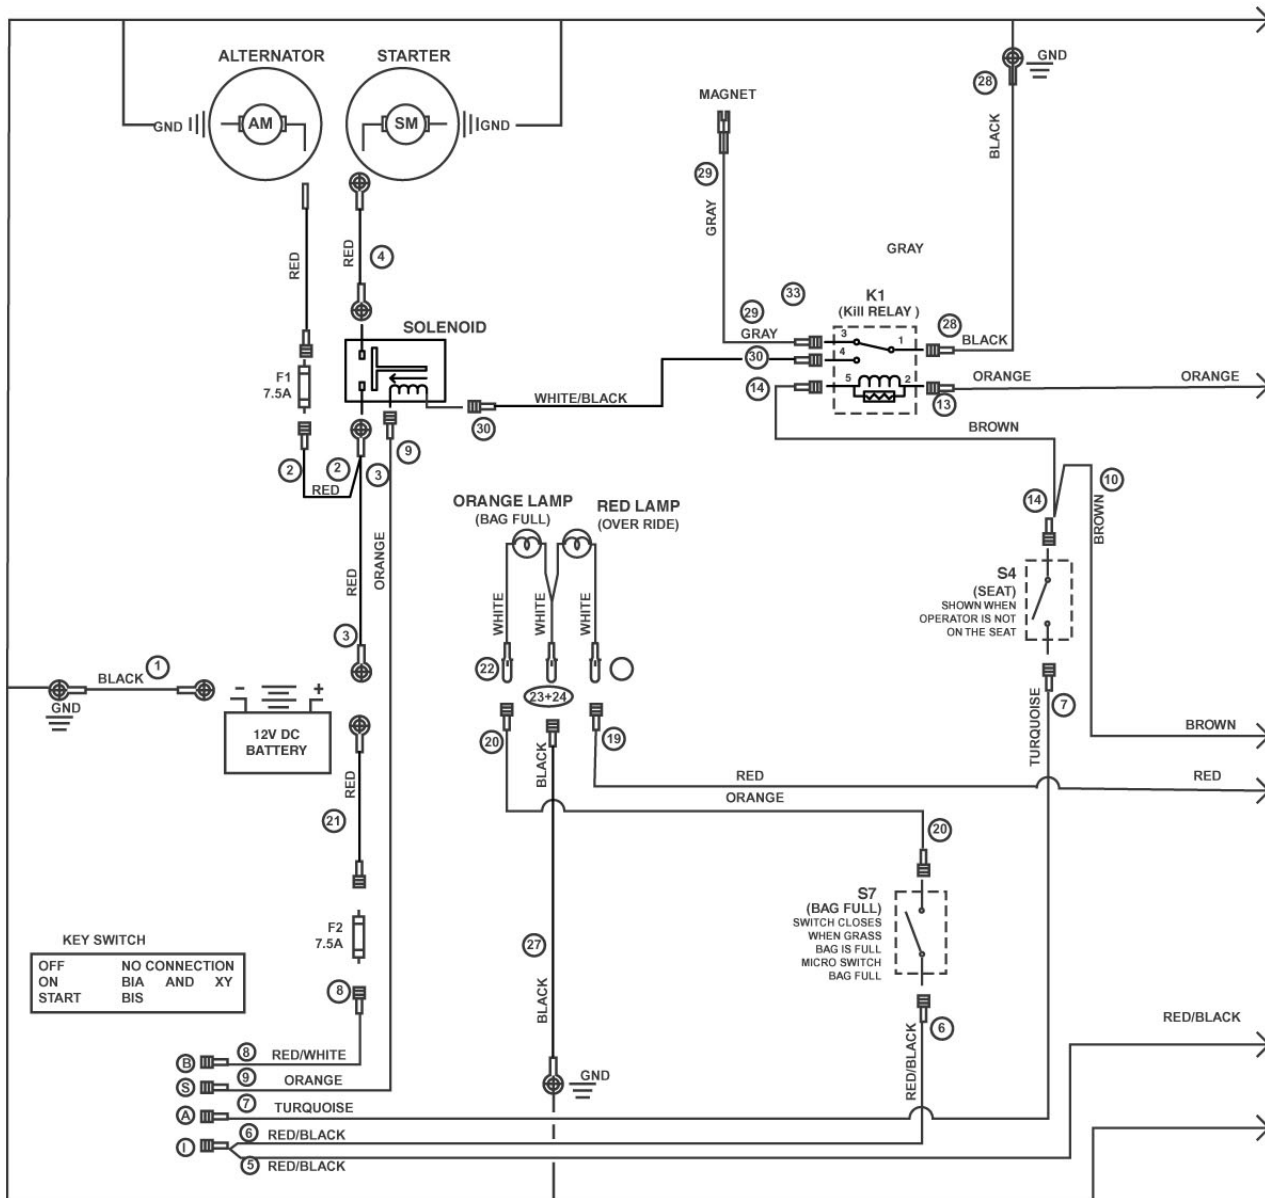 ALTERNATOR
STARTER
GND
AM
SM
GND
GND
28
BLACK
MAGNET
29
GRAY
GRAY
RED
RED
4
33
K1
(Kill RELAY )
29
GRAY
28
BLACK
3
1
4
30
14
5
2
13
ORANGE
ORANGE
BROWN
SOLENOID
F1
7.5A
WHITE/BLACK
30
9
2
2
3
RED
ORANGE LAMP
(BAG FULL)
RED LAMP
(OVER RIDE)
14
10
BROWN
ORANGE
RED
3
WHITE
WHITE
WHITE
S4
(SEAT)
SHOWN WHEN
OPERATOR IS NOT
ON THE SEAT
1
BLACK
GND
- +
12V DC
BATTERY
22
23+24
20
19
BLACK
7
TURQUOISE
BROWN
RED
RED
ORANGE
RED
21
20
S7
(BAG FULL)
SWITCH CLOSES
WHEN GRASS
BAG IS FULL
MICRO SWITCH
BAG FULL
F2
7.5A
27
BLACK
KEY SWITCH
OFF NO CONNECTION
ON BIA AND XY
START BIS
8
6
RED/BLACK
RED/BLACK
GND
B 8 RED/WHITE
S 9 ORANGE
A 7 TURQUOISE
I 6 RED/BLACK
5 RED/BLACK